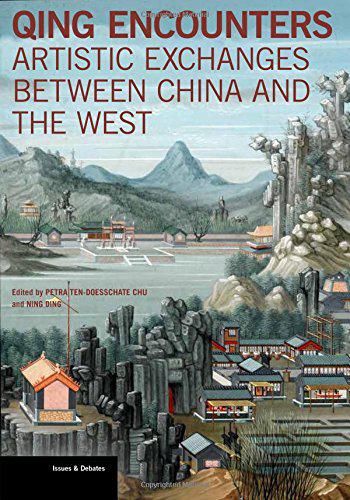 QING ENCOUNTERS
ARTISTIC EXCHANGES
BETWEEN CHINA AND
THE WEST
Edited by PETRA TEN-DOESSCHATE CHU
and NING DING
Issues & Debates